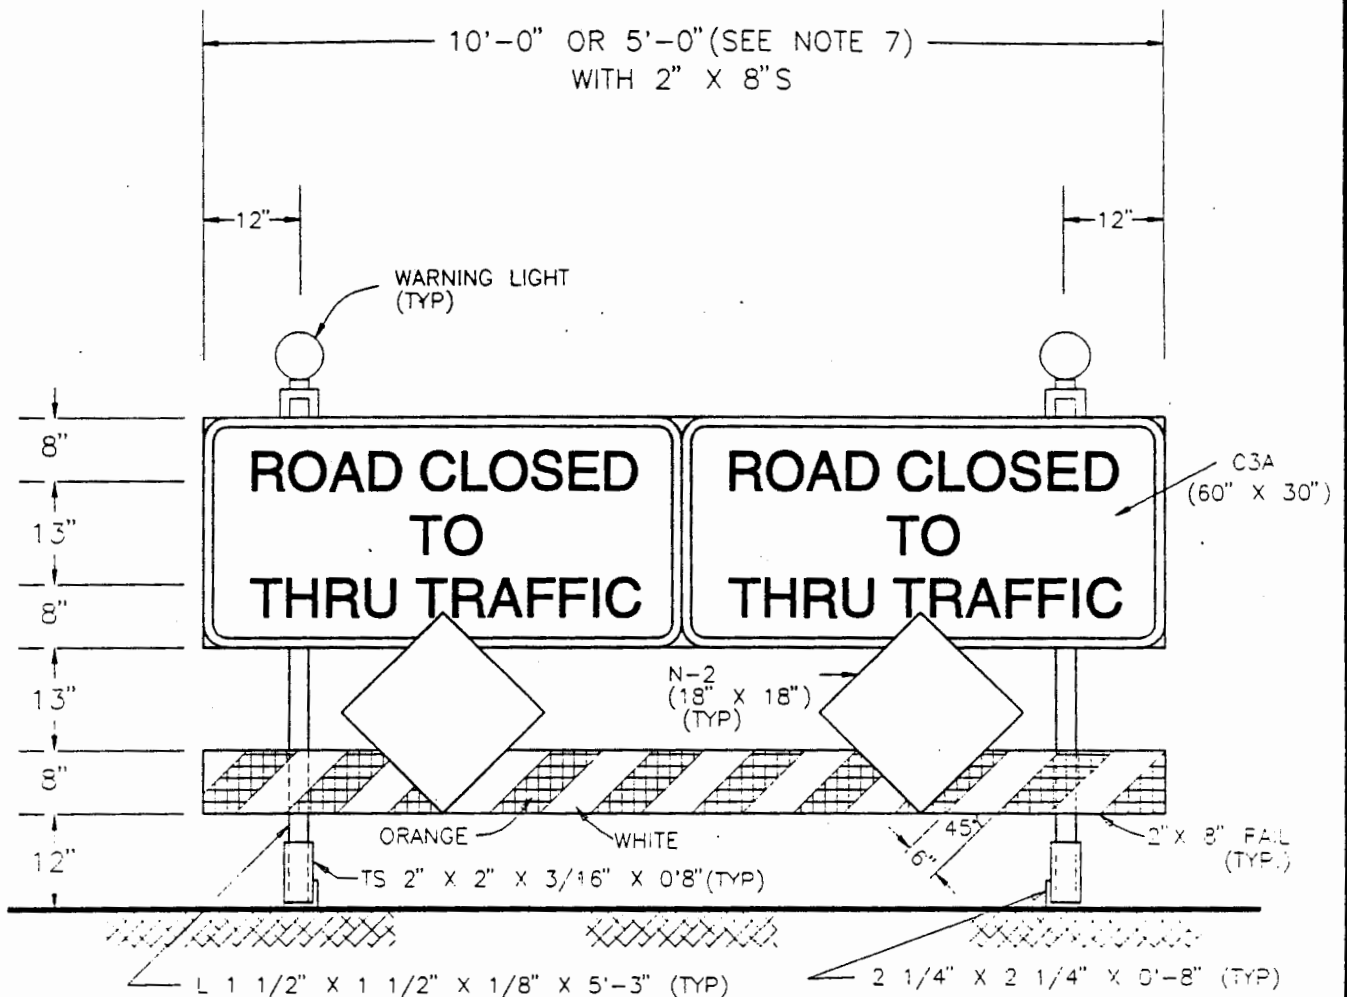 10'-0" OR 5'-0"(SEE NOTE 7)
WITH 2" X 8"S
12"
12"
WARNING LIGHT
(TYP)
8"
13"
8"
13"
8"
12"
ROAD CLOSED
TO
THRU TRAFFIC
ROAD CLOSED
TO
THRU TRAFFIC
C3A
(60" X 30")
N-2
(18" X 18")
(TYP)
ORANGE
WHITE
45°
6"
2" X 8" RAIL
(TYP.)
TS 2" X 2" X 3/16" X 0'8"(TYP)
L 1 1/2" X 1 1/2" X 1/8" X 5'-3" (TYP)
2 1/4" X 2 1/4" X 0'-8" (TYP)